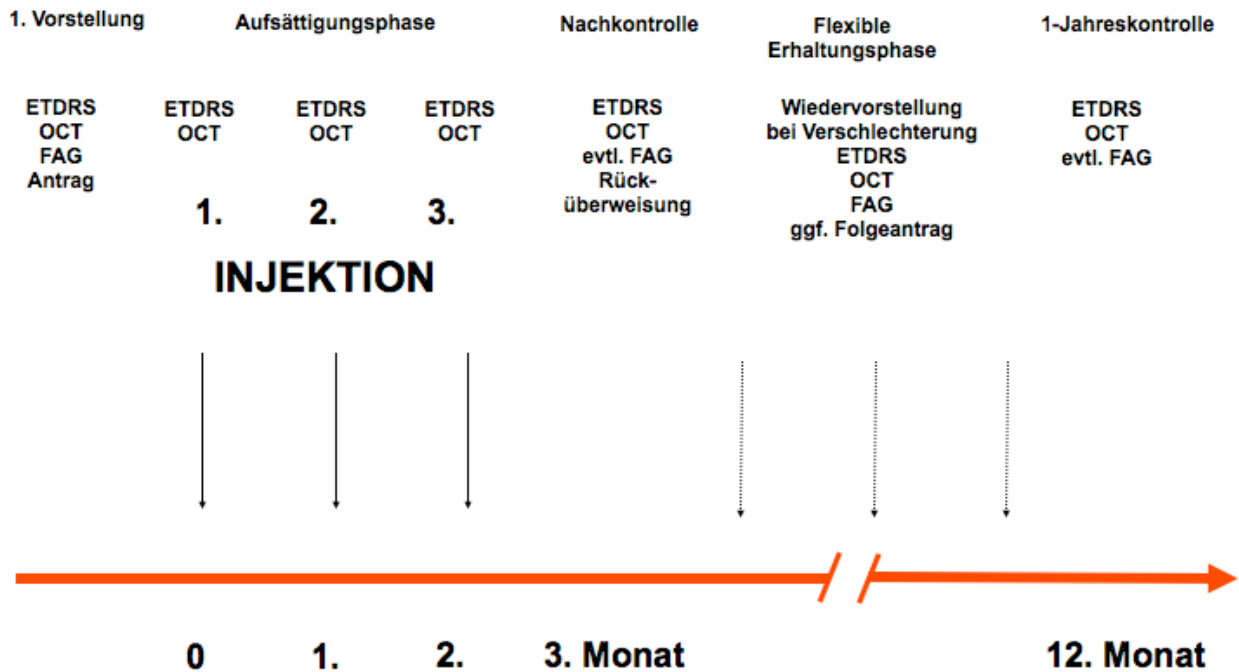 1. Vorstellung
Aufsättigungsphase
Nachkontrolle
Flexible
Erhaltungsphase
1-Jahreskontrolle
ETDRS
OCT
FAG
Antrag
ETDRS
OCT
ETDRS
OCT
ETDRS
OCT
ETDRS
OCT
evtl. FAG
Rück-
überweisung
Wiedervorstellung
bei Verschlechterung
ETDRS
OCT
FAG
ggf. Folgeantrag
ETDRS
OCT
evtl. FAG
1. 2. 3.
INJEKTION
0 1. 2. 3. Monat 12. Monat